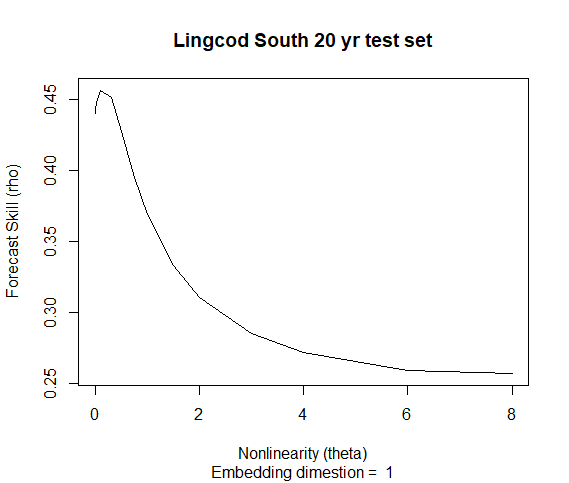 Lingcod South 20 yr test set
Forecast Skill (rho)
0.45
0.40
0.35
0.30
0.25
0 2 4 6 8
Nonlinearity (theta)
Embedding dimestion = 1